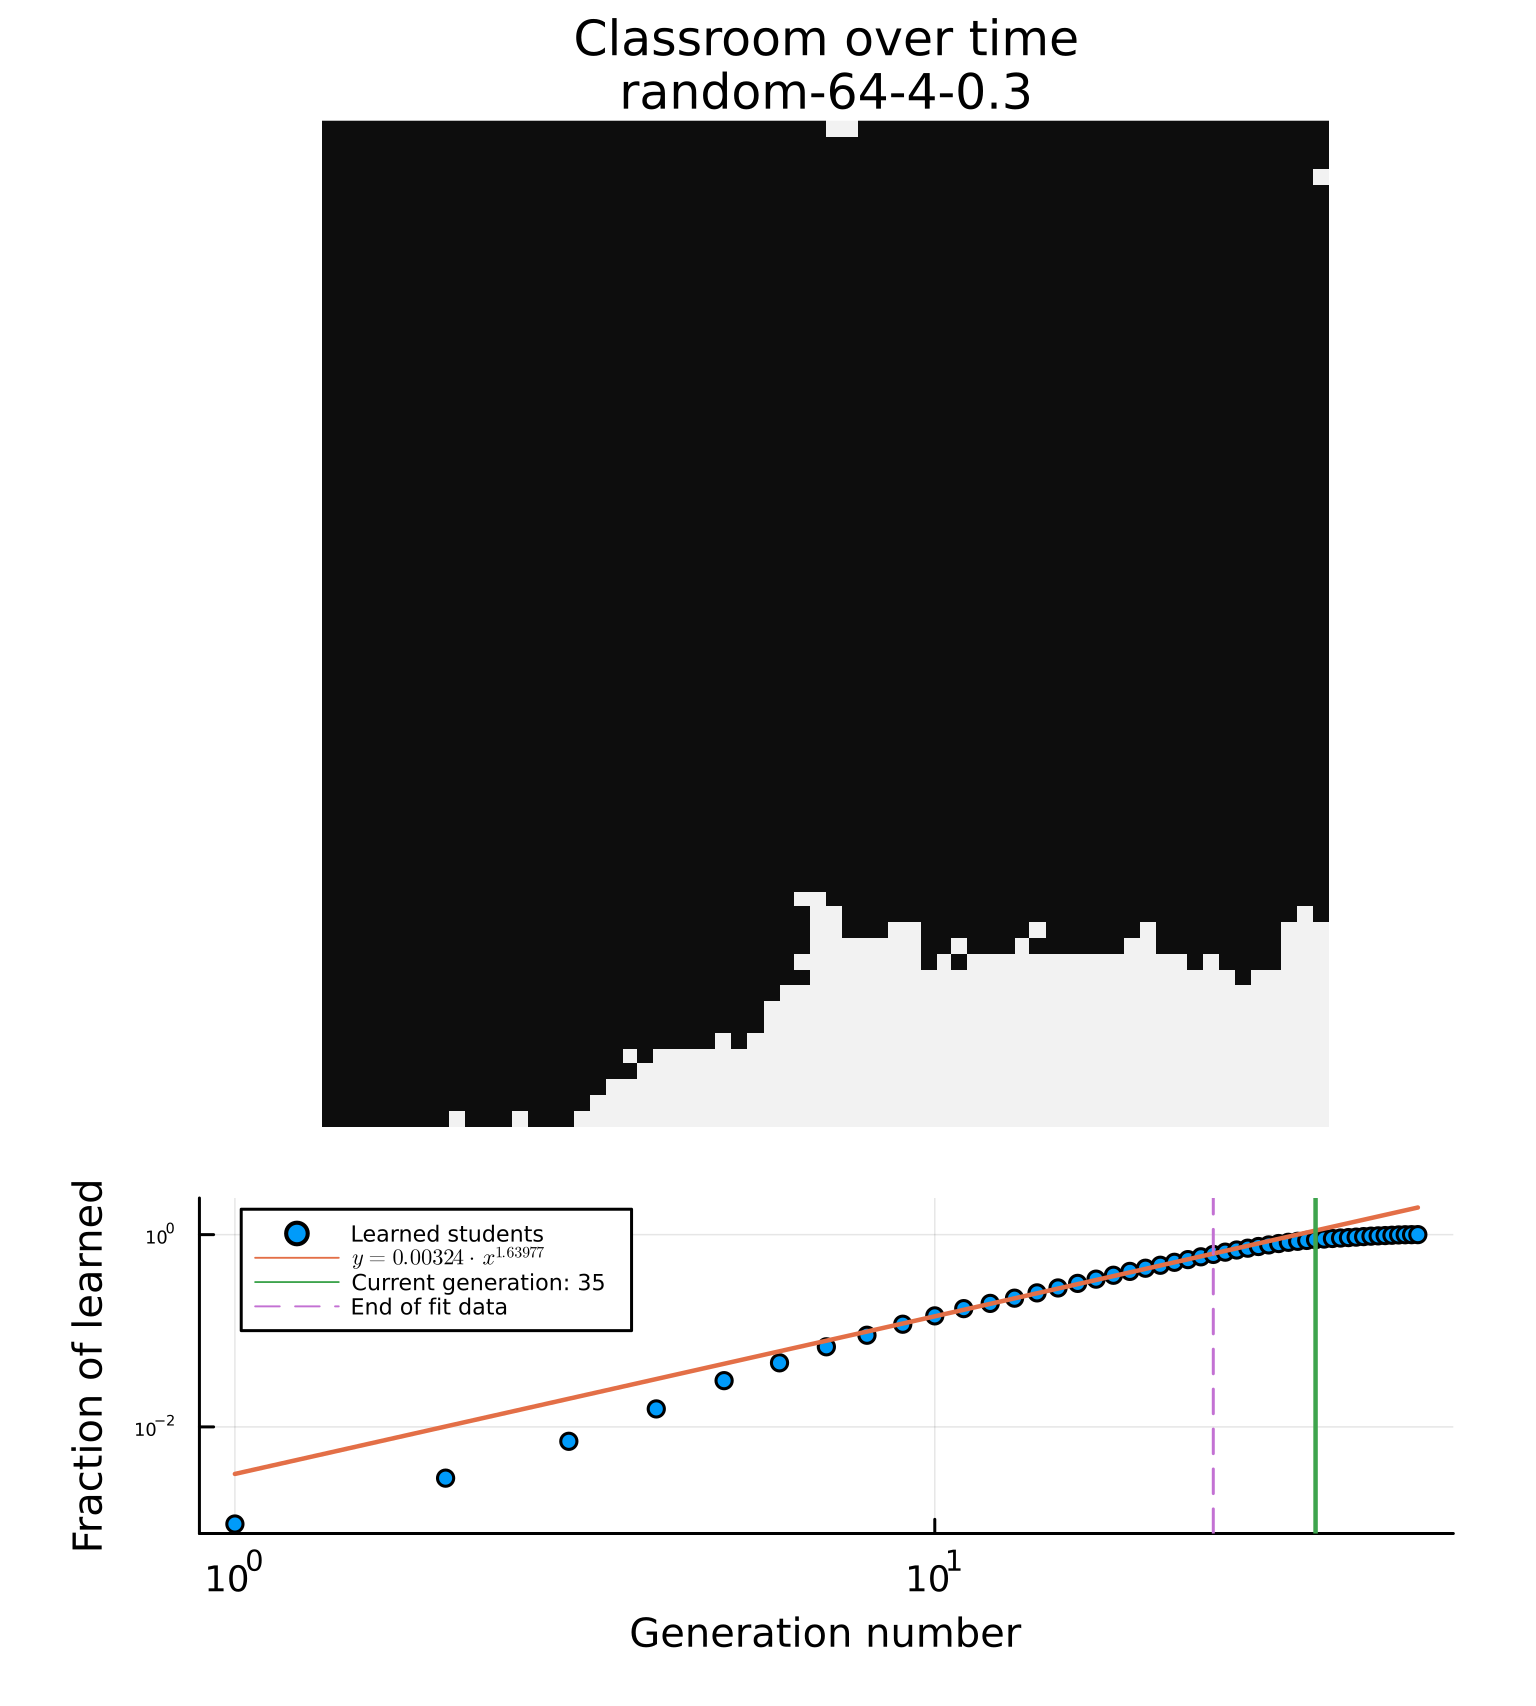 Classroom over time
random-64-4-0.3
Fraction of learned
10^0
10^-2
Learned students
y = 0.00324 · x^1.63977
Current generation: 35
End of fit data
10^0
10^1
Generation number